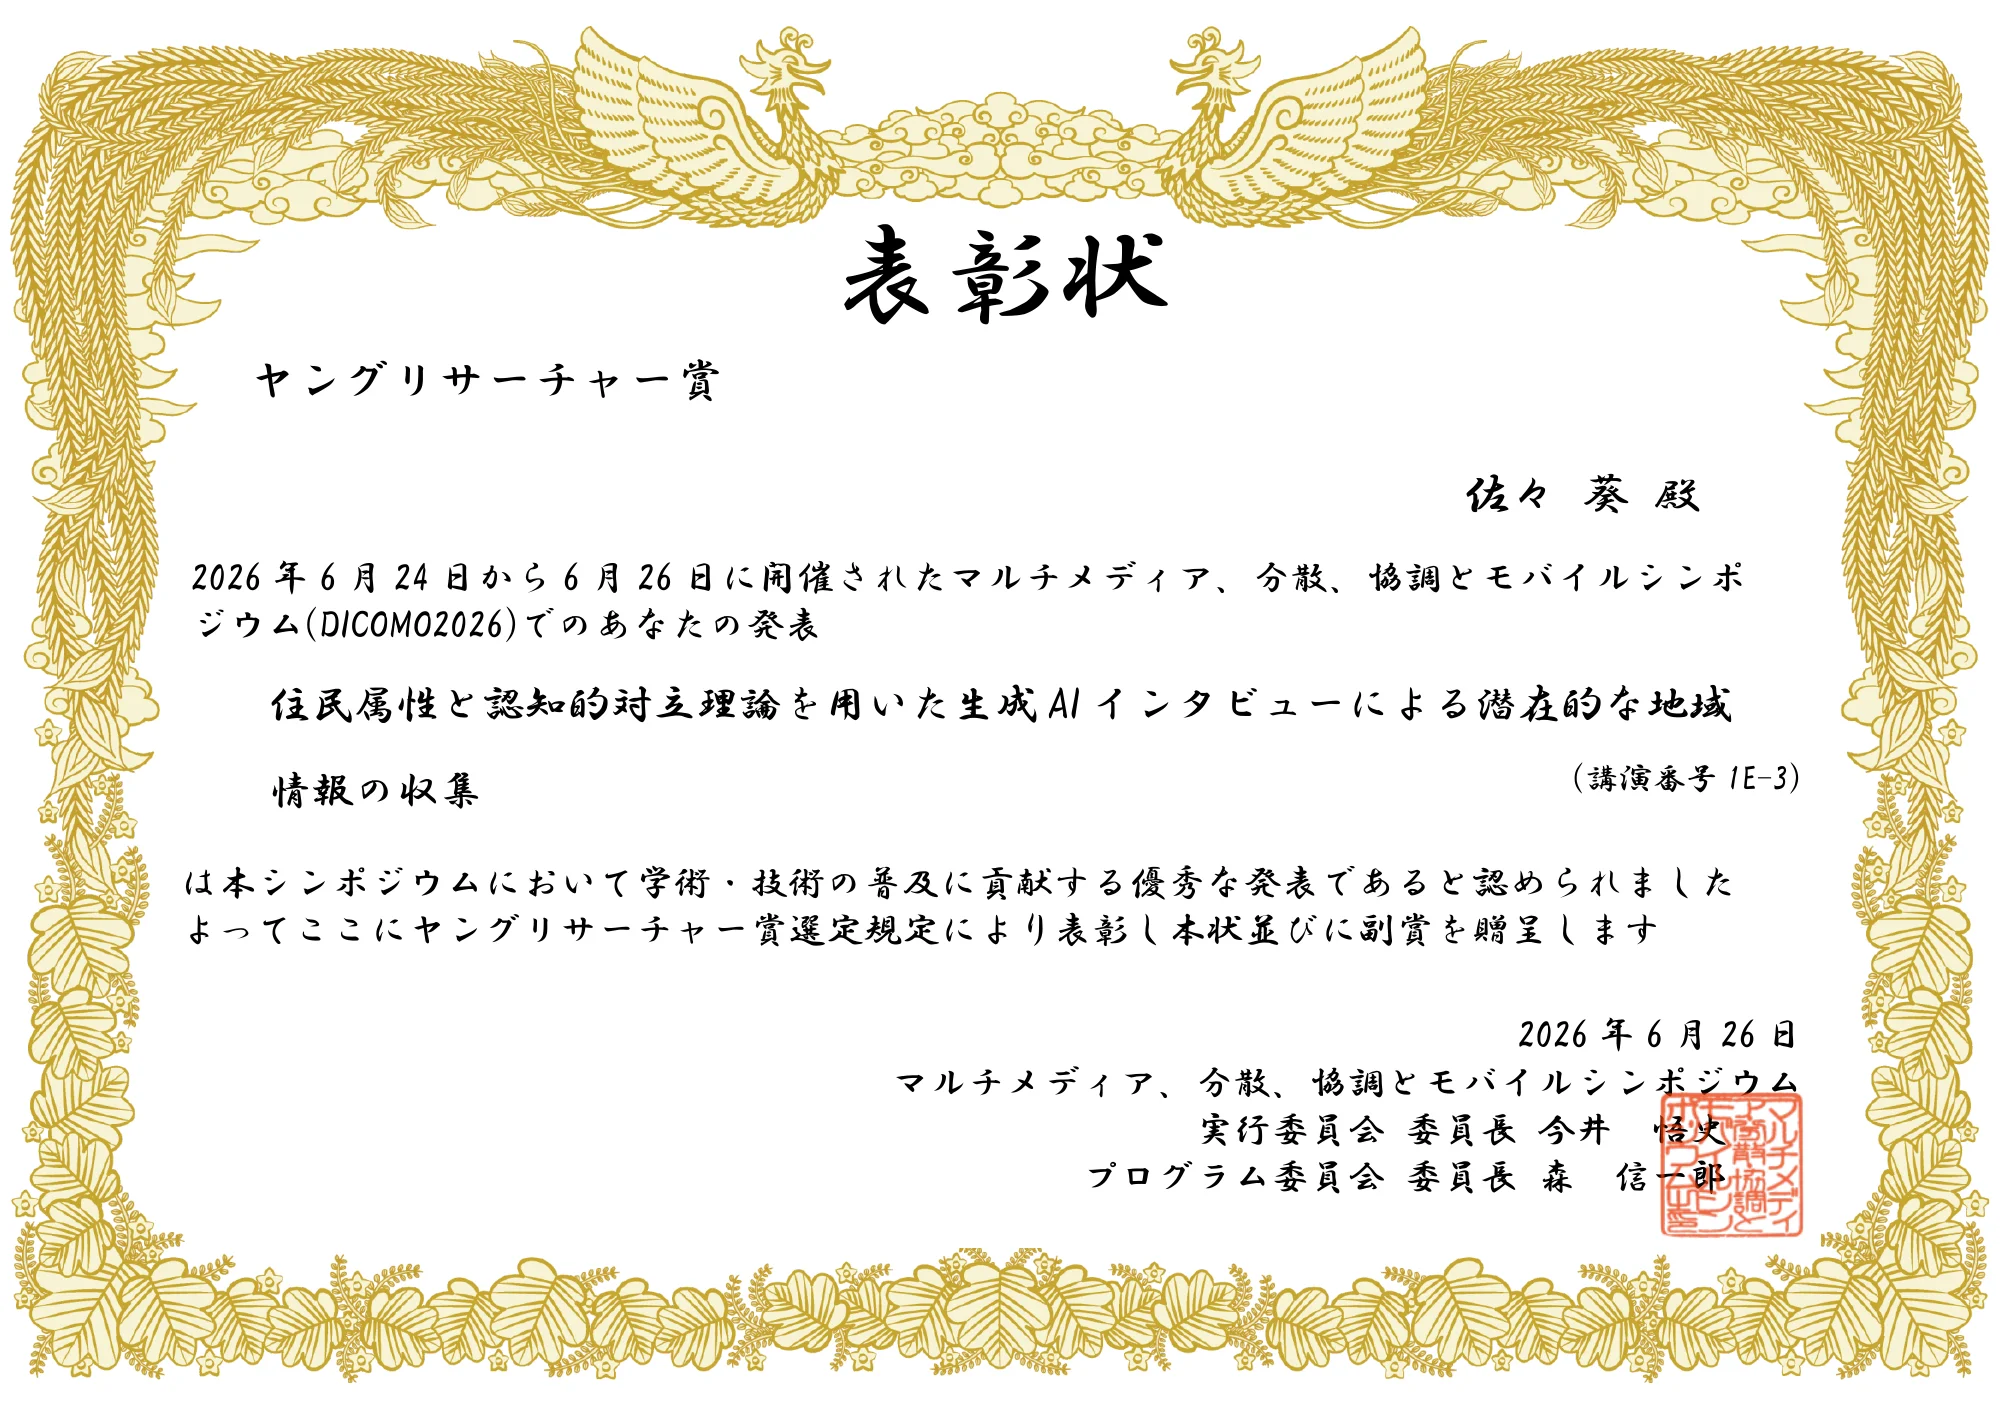 表彰状
ヤングリサーチャー賞
佐々 葵 殿
2026年6月24日から6月26日に開催されたマルチメディア、分散、協調とモバイルシンポ
ジウム(DICOMO2026)でのあなたの発表
住民属性と認知的対立理論を用いた生成AIインタビューによる潜在的な地域
情報の収集
(講演番号1E-3)
は本シンポジウムにおいて学術・技術の普及に貢献する優秀な発表であると認められました
よってここにヤングリサーチャー賞選定規定により表彰し本状並びに副賞を贈呈します
2026年6月26日
マルチメディア、分散、協調とモバイルシンポジウム
実行委員会 委員長 今井 悟史
プログラム委員会 委員長 森 信一郎